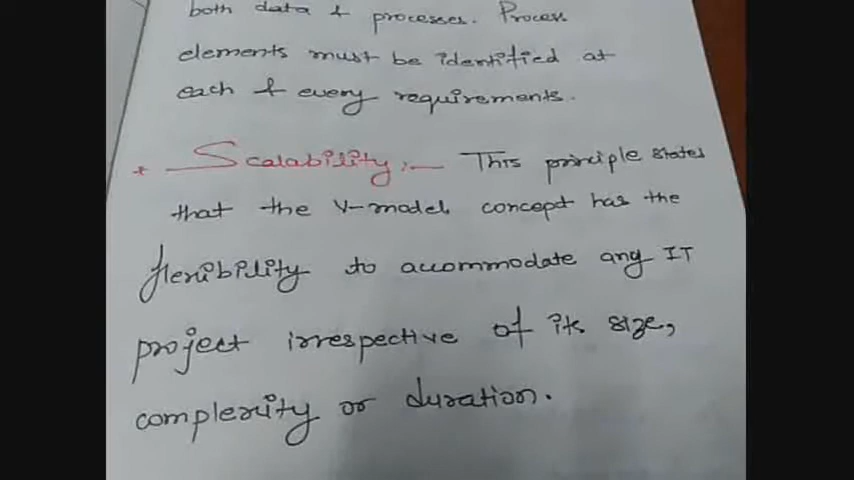 both data & processes. Process
elements must be identified at
each & every requirements.
* Scalability :- This principle states
that the V-model concept has the
flexibility to accommodate any IT
project irrespective of its size,
complexity or duration.